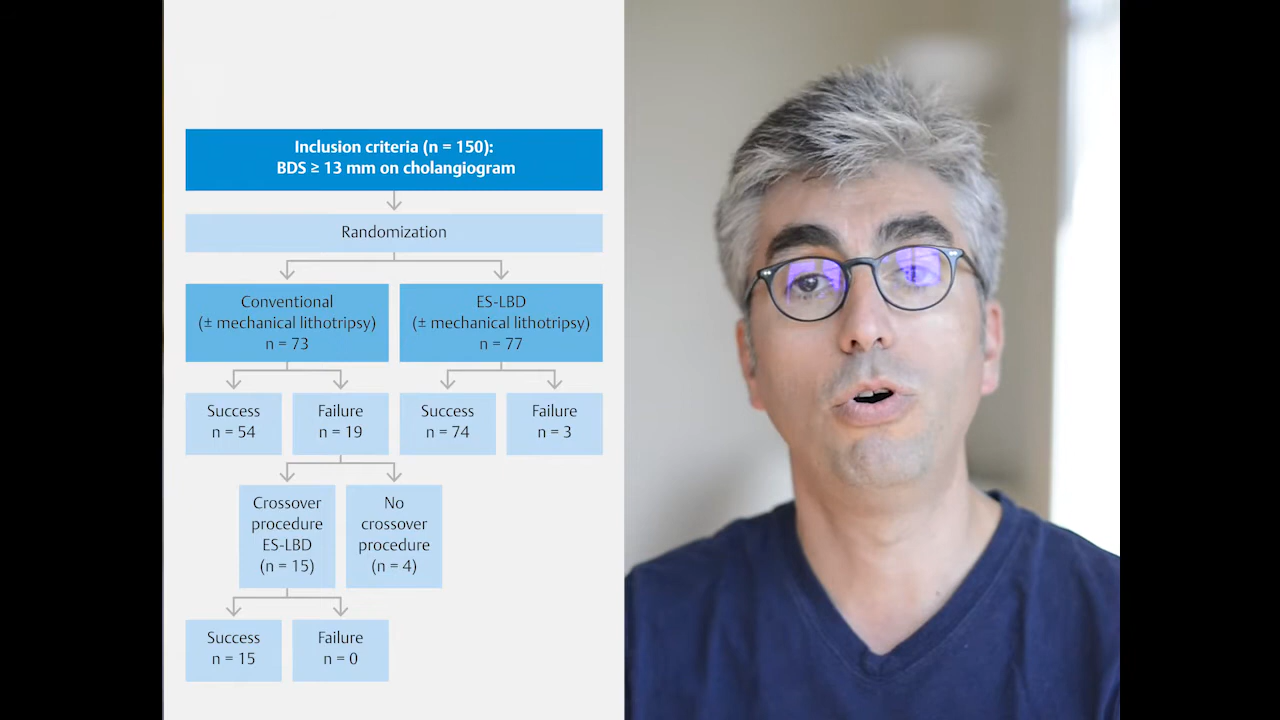 Inclusion criteria (n = 150):
BDS ≥ 13 mm on cholangiogram
Randomization
Conventional
(± mechanical lithotripsy)
n = 73
ES-LBD
(± mechanical lithotripsy)
n = 77
Success
n = 54
Failure
n = 19
Success
n = 74
Failure
n = 3
Crossover
procedure
ES-LBD
(n = 15)
No
crossover
procedure
(n = 4)
Success
n = 15
Failure
n = 0